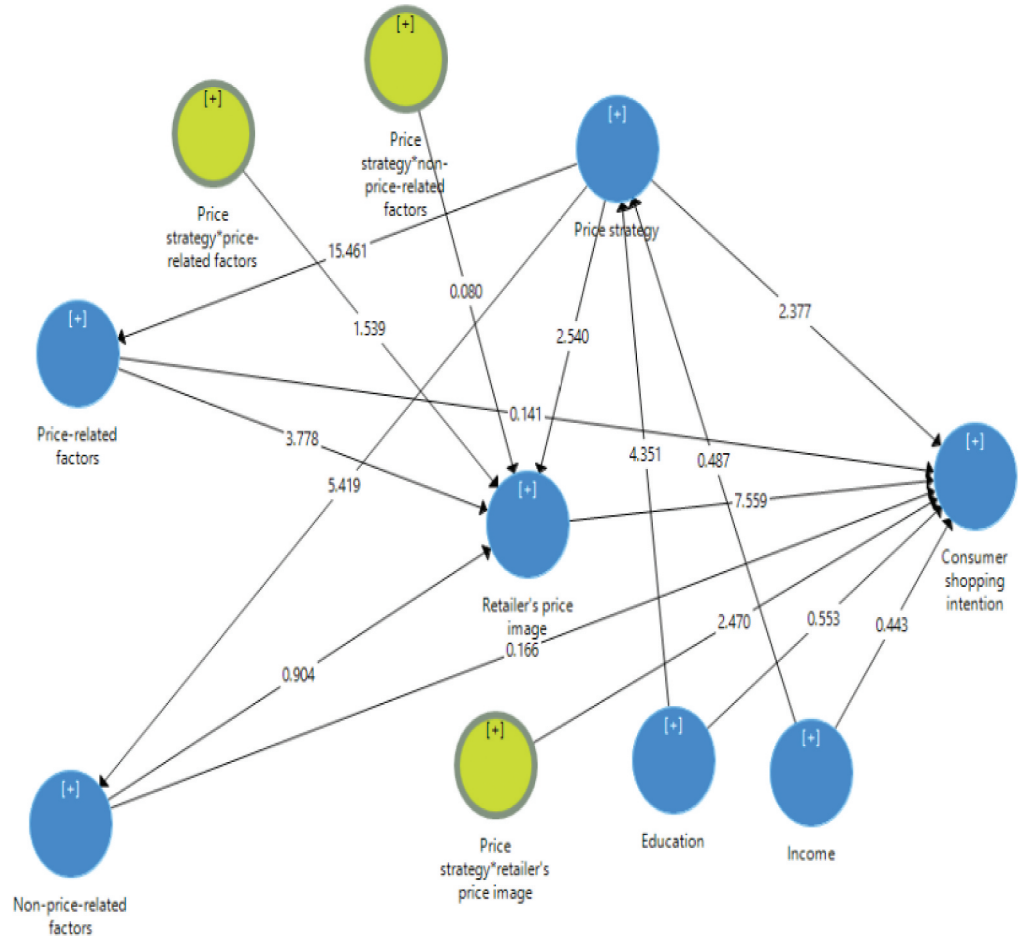 [+]
Price
strategy*non-
price-related
factors
[+]
Price
strategy*price-
related factors
[+]
Price strategy
15.461
0.080
1.539
2.540
2.377
[+]
Price-related
factors
0.141
3.778
5.419
4.351
0.487
[+]
Consumer
shopping
intention
[+]
Retailer's price
image
7.559
0.166
0.904
2.470
0.553
0.443
[+]
Price
strategy*retailer's
price image
[+]
Education
[+]
Income
[+]
Non-price-related
factors